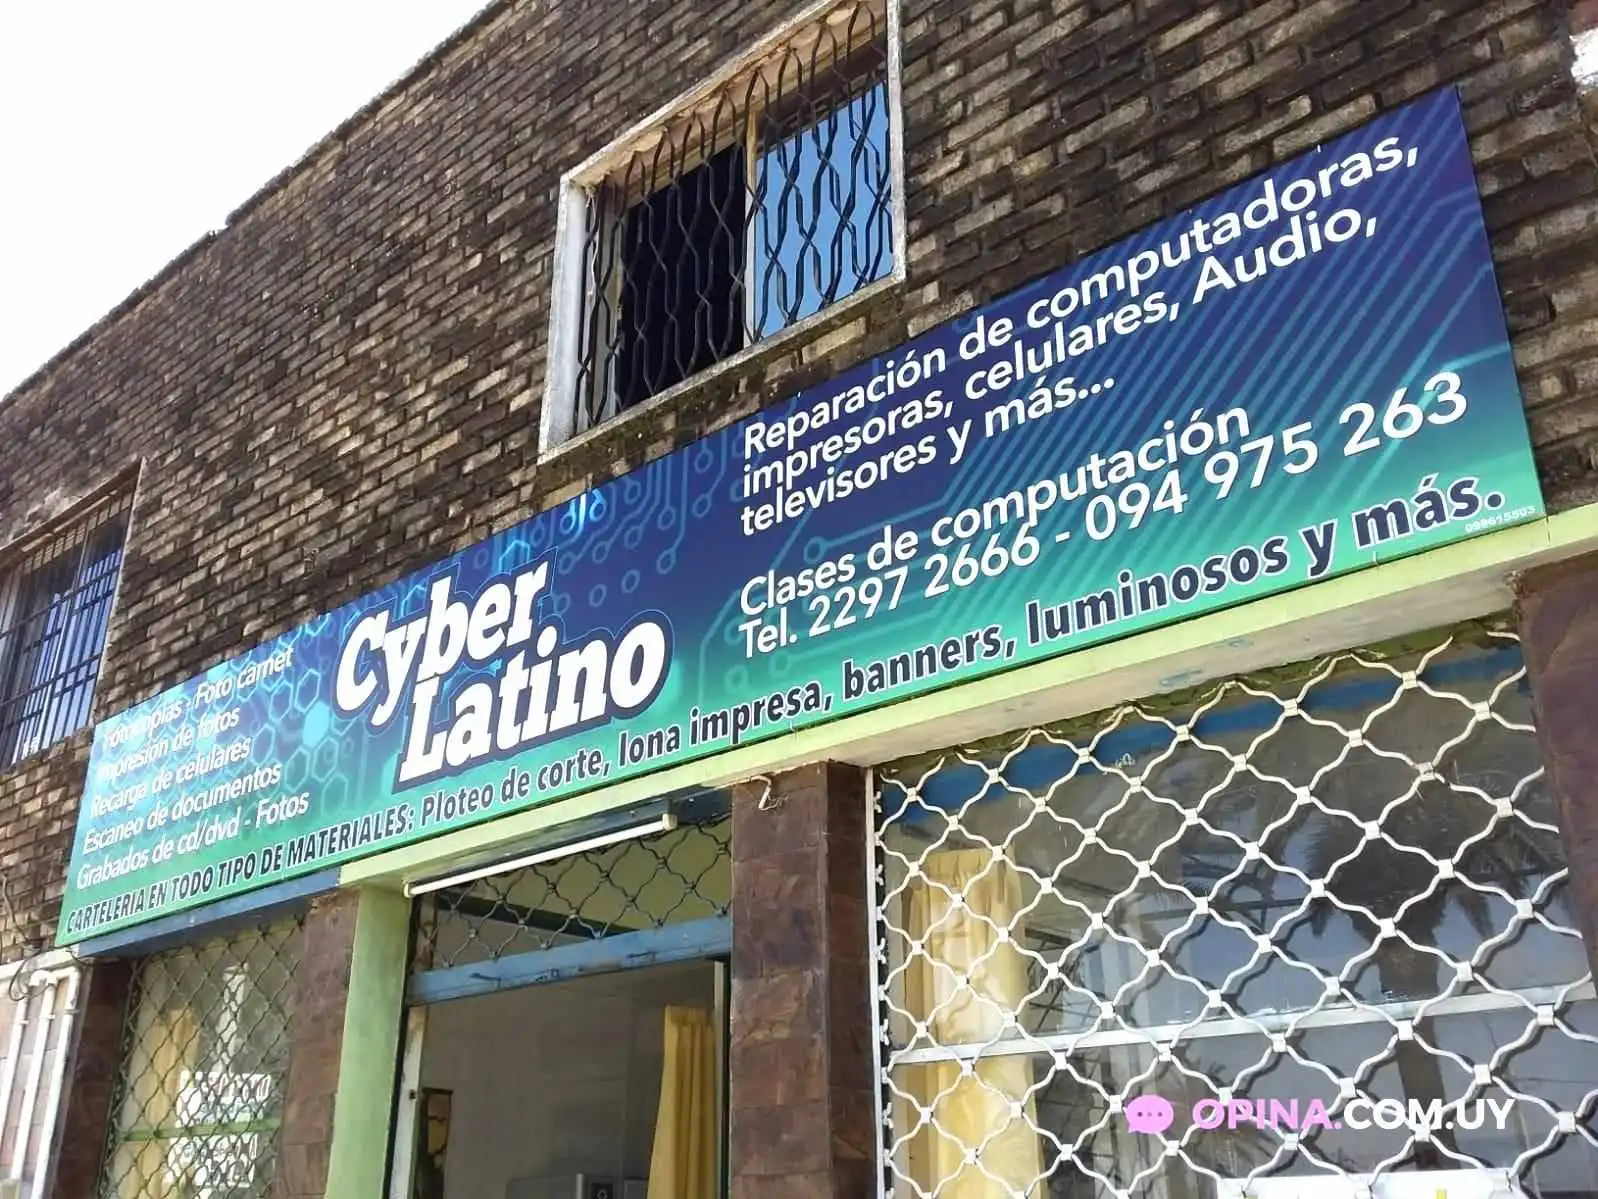 Fotocopias - Foto carnet
Impresión de fotos
Recarga de celulares
Escaneo de documentos
Grabados de cd/dvd - Fotos
Cyber
Latino
Reparación de computadoras,
impresoras, celulares, Audio,
televisores y más...
Clases de computación
Tel. 2297 2666 - 094 975 263
CARTELERIA EN TODO TIPO DE MATERIALES: Ploteo de corte, lona impresa, banners, luminosos y más.
098615503
OPINA.COM.UY